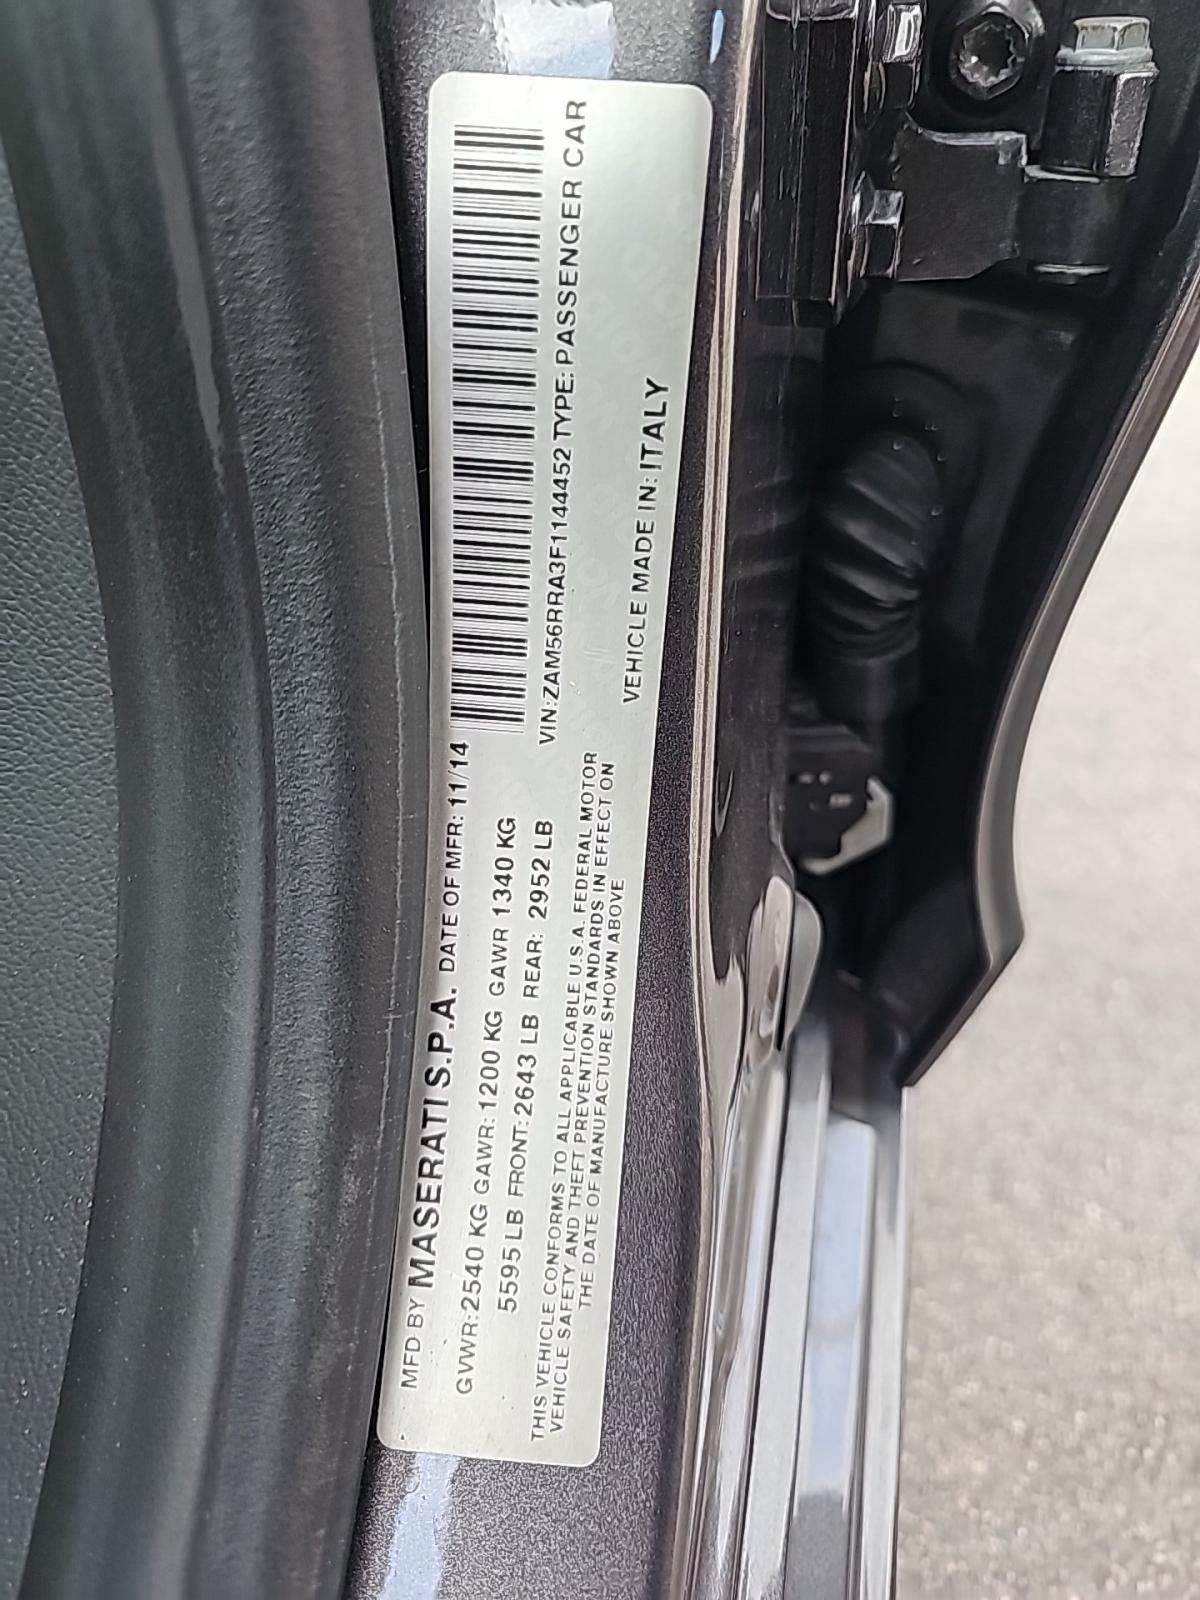 MFD BY MASERATI S.P.A. DATE OF MFR: 11/14
GVWR: 2540 KG GAWR: 1200 KG GAWR 1340 KG
5595 LB FRONT: 2643 LB REAR: 2952 LB
THIS VEHICLE CONFORMS TO ALL APPLICABLE U.S.A. FEDERAL MOTOR
VEHICLE SAFETY AND THEFT PREVENTION STANDARDS IN EFFECT ON
THE DATE OF MANUFACTURE SHOWN ABOVE
VIN: ZAM56RRA3F1144452 TYPE: PASSENGER CAR
VEHICLE MADE IN: ITALY